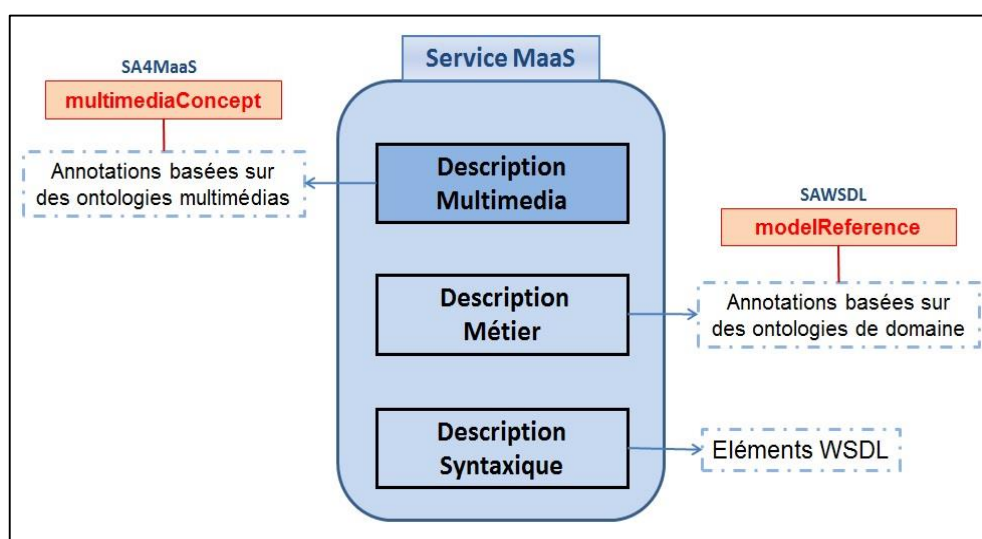 Service MaaS
SA4MaaS
multimediaConcept
Annotations basées sur
des ontologies multimédias
Description
Multimedia
SAWSDL
modelReference
Description
Métier
Annotations basées sur
des ontologies de domaine
Description
Syntaxique
Eléments WSDL